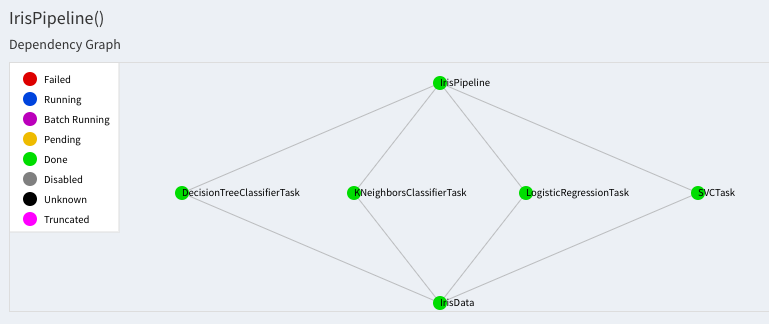 IrisPipeline()
Dependency Graph
Failed
Running
Batch Running
Pending
Done
Disabled
Unknown
Truncated
IrisPipeline
DecisionTreeClassifierTask
KNeighborsClassifierTask
LogisticRegressionTask
SVCTask
IrisData